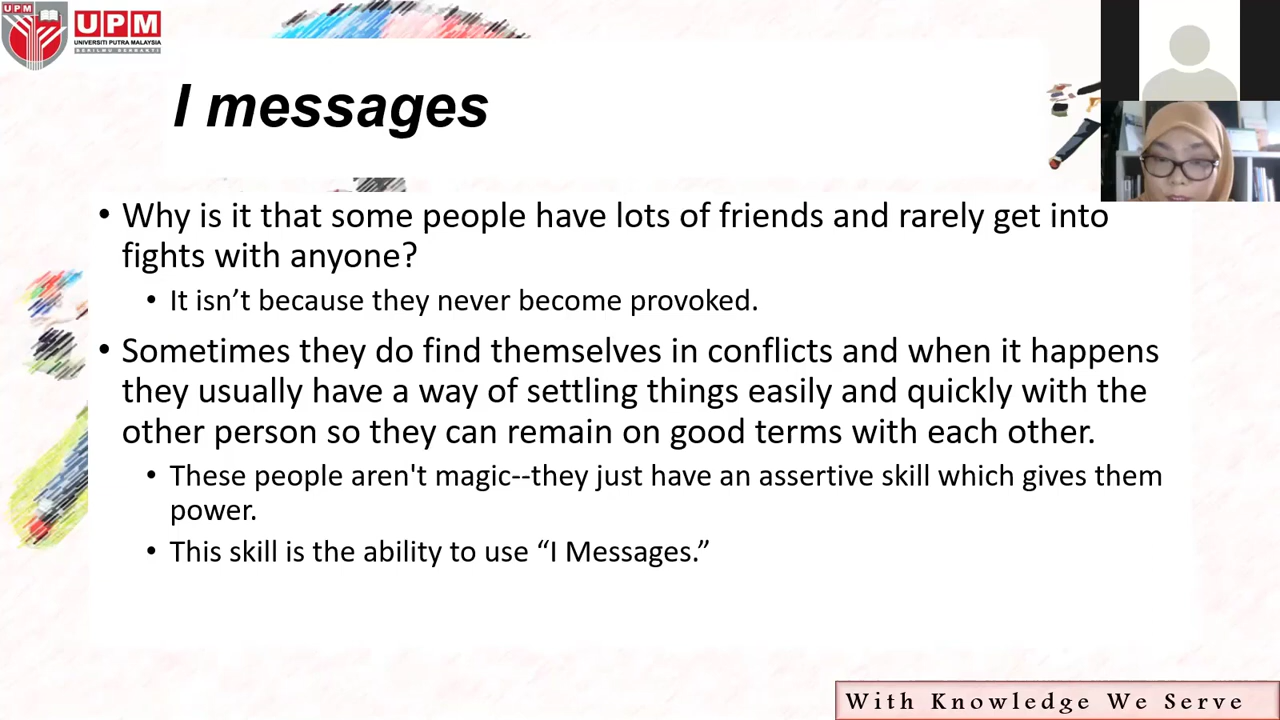 UPM
UPM
UNIVERSITI PUTRA MALAYSIA
BERILMU BERBAKTI
I messages
• Why is it that some people have lots of friends and rarely get into
fights with anyone?
• It isn’t because they never become provoked.
• Sometimes they do find themselves in conflicts and when it happens
they usually have a way of settling things easily and quickly with the
other person so they can remain on good terms with each other.
• These people aren't magic--they just have an assertive skill which gives them
power.
• This skill is the ability to use “I Messages.”
With Knowledge We Serve